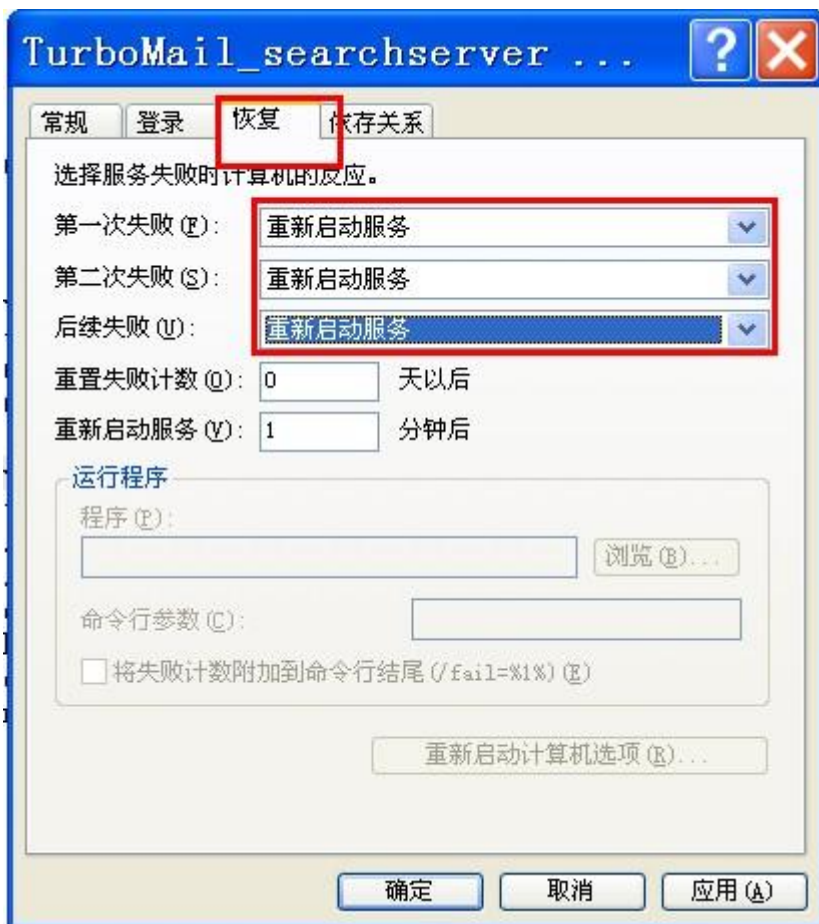 TurboMail_searchserver ...
常规 登录 恢复 依存关系
选择服务失败时计算机的反应。
第一次失败(F): 重新启动服务
第二次失败(S): 重新启动服务
后续失败(U): 重新启动服务
重置失败计数(O): 0 天以后
重新启动服务(V): 1 分钟后
运行程序
程序(P):
浏览(B)...
命令行参数(C):
将失败计数附加到命令行结尾(/fail=%1%)(E)
重新启动计算机选项(R)...
确定 取消 应用(A)